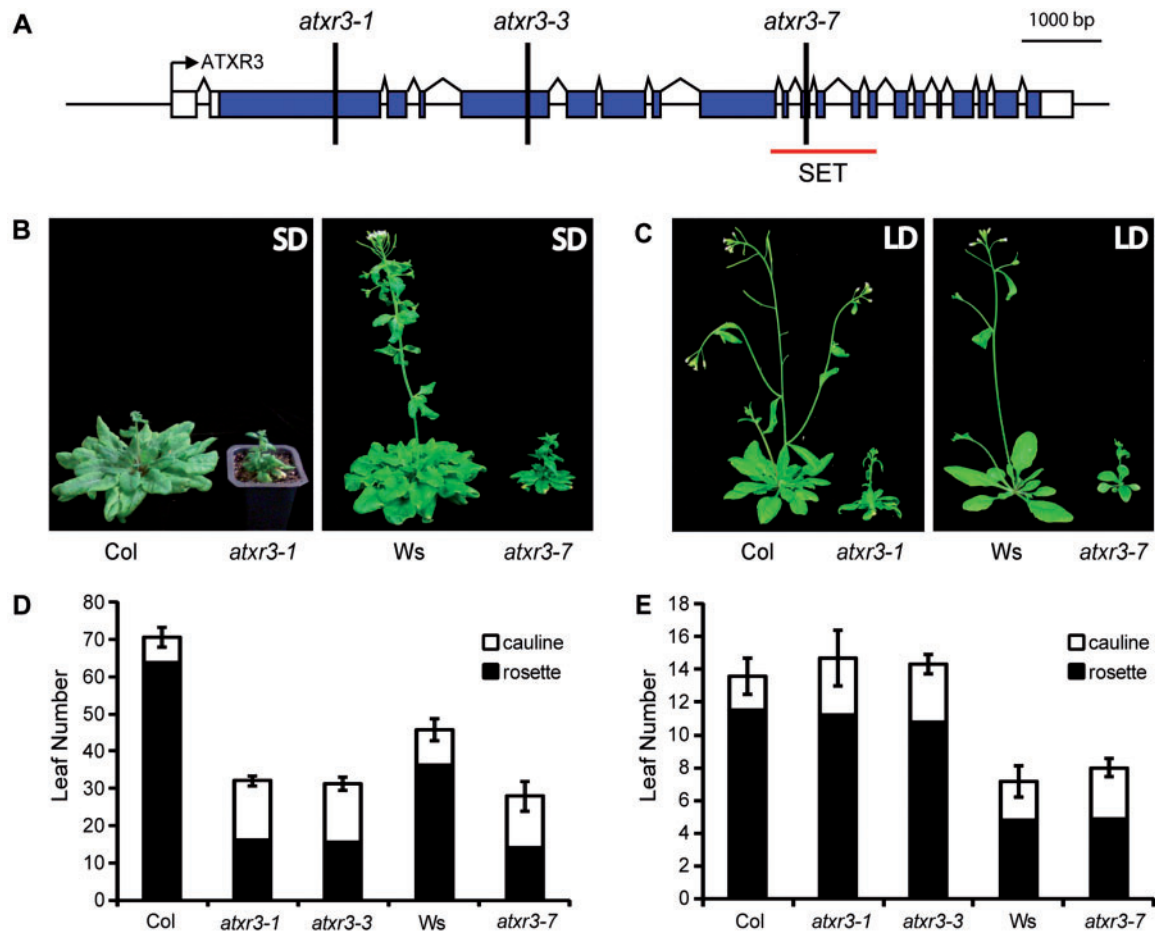 A
atxr3-1
atxr3-3
atxr3-7
1000 bp
ATXR3
SET
B
SD
SD
Col
atxr3-1
Ws
atxr3-7
C
LD
LD
Col
atxr3-1
Ws
atxr3-7
D
Leaf Number
80
70
60
50
40
30
20
10
0
cauline
rosette
Col
atxr3-1
atxr3-3
Ws
atxr3-7
E
Leaf Number
18
16
14
12
10
8
6
4
2
0
cauline
rosette
Col
atxr3-1
atxr3-3
Ws
atxr3-7